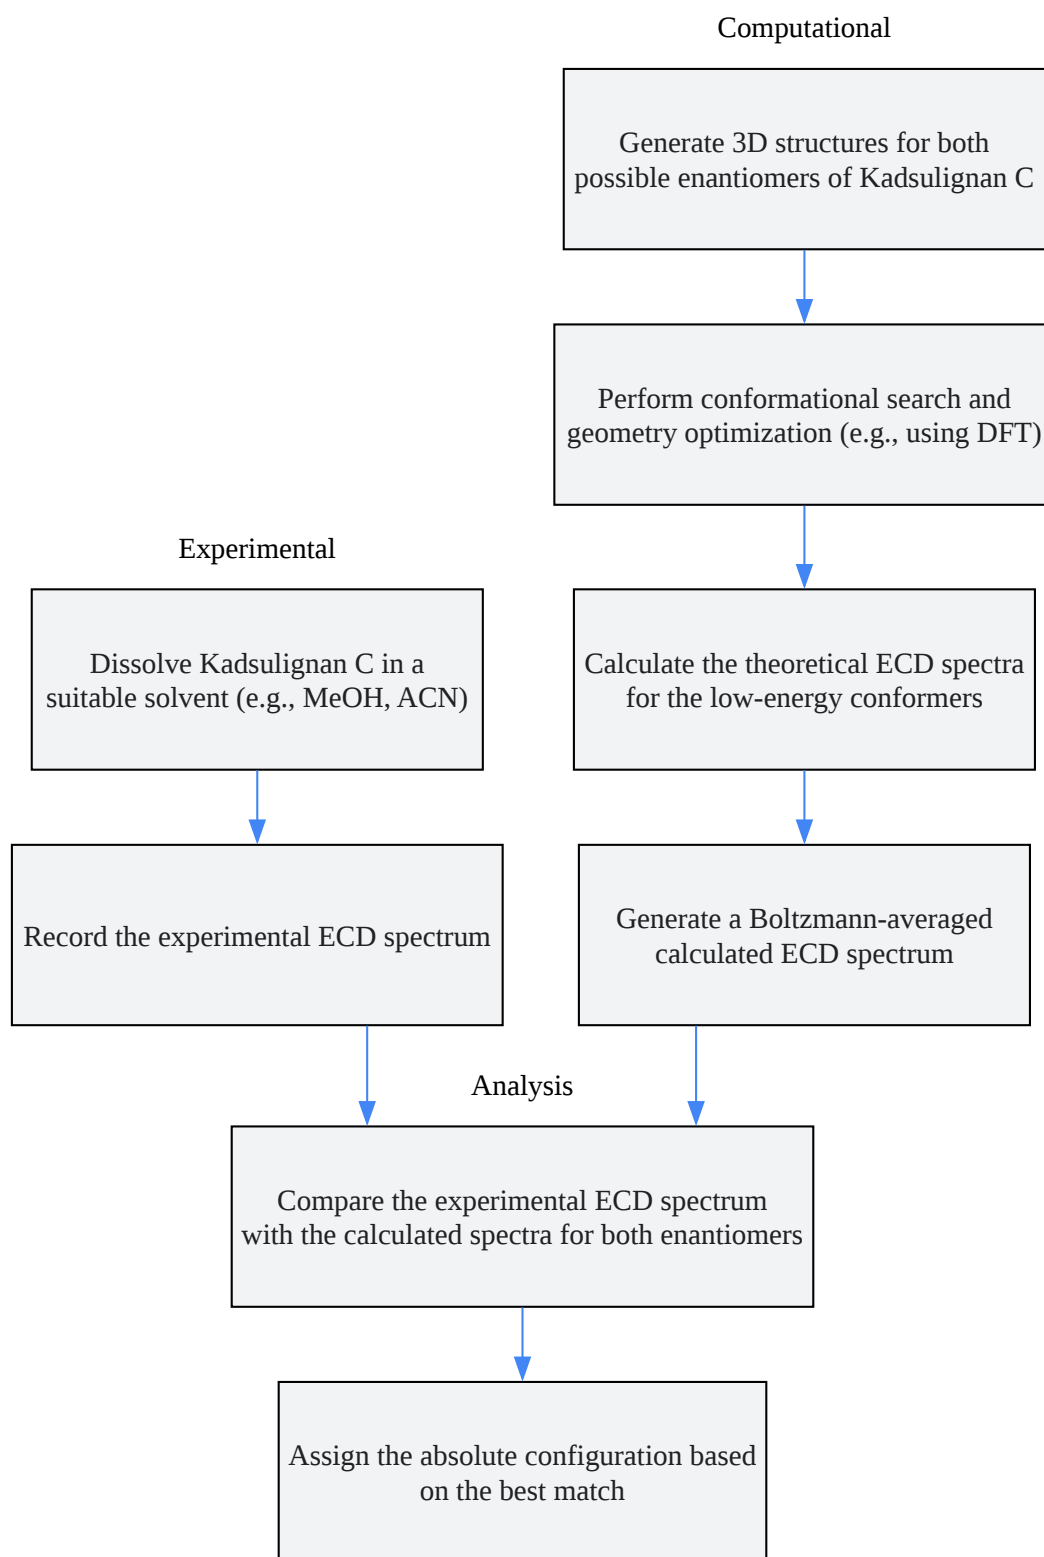 Computational
Generate 3D structures for both
possible enantiomers of Kadsulignan C
Perform conformational search and
geometry optimization (e.g., using DFT)
Experimental
Dissolve Kadsulignan C in a
suitable solvent (e.g., MeOH, ACN)
Calculate the theoretical ECD spectra
for the low-energy conformers
Record the experimental ECD spectrum
Generate a Boltzmann-averaged
calculated ECD spectrum
Analysis
Compare the experimental ECD spectrum
with the calculated spectra for both enantiomers
Assign the absolute configuration based
on the best match